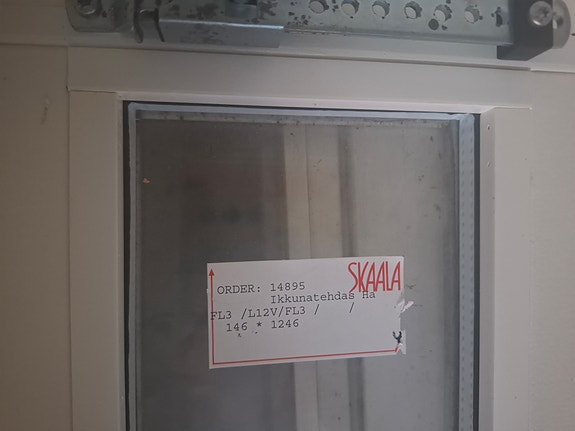 SKAALA
ORDER: 14895
Ikkunatehdas Ha
FL3 /L12V/FL3 / /
146 * 1246